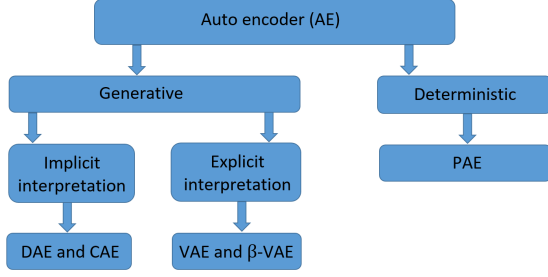 Auto encoder (AE)
Generative
Deterministic
Implicit
interpretation
Explicit
interpretation
PAE
DAE and CAE
VAE and β-VAE